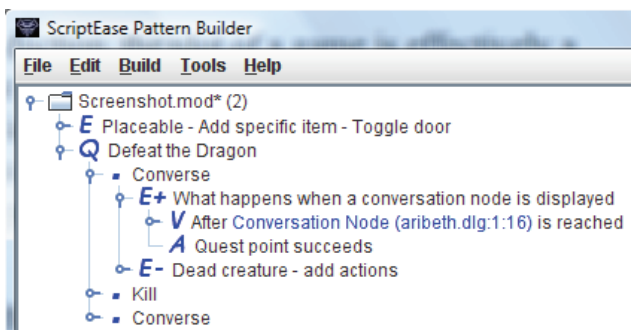 ScriptEase Pattern Builder
File Edit Build Tools Help
Screenshot.mod* (2)
E Placeable - Add specific item - Toggle door
Q Defeat the Dragon
Converse
E+ What happens when a conversation node is displayed
V After Conversation Node (aribeth.dlg:1:16) is reached
A Quest point succeeds
E- Dead creature - add actions
Kill
Converse